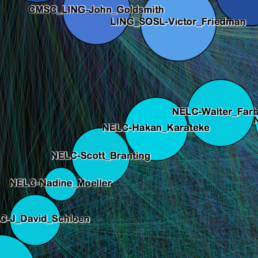 CMSC_LING-John_Goldsmith
LING_SOSL-Victor_Friedman
NELC-Walter_Farb
NELC-Hakan_Karateke
NELC-Scott_Branting
NELC-Nadine_Moeller
C-J_David_Schloen